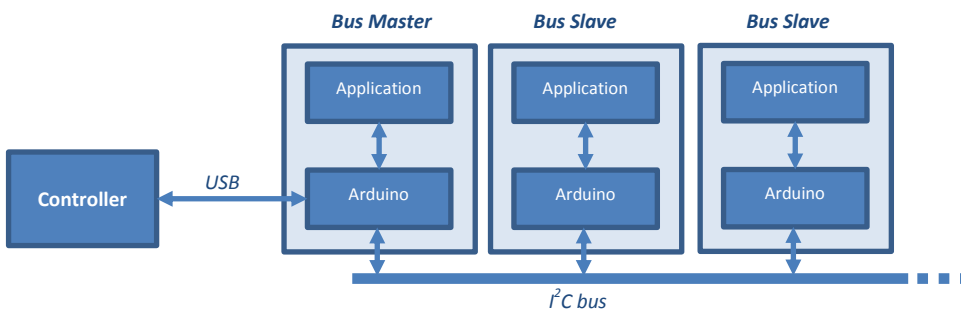 Bus Master
Bus Slave
Bus Slave
Application
Application
Application
USB
Controller
Arduino
Arduino
Arduino
I²C bus